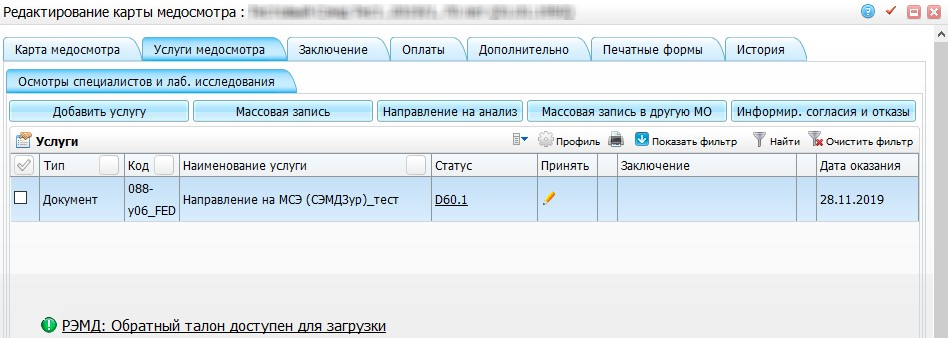 Редактирование карты медосмотра :
Карта медосмотра Услуги медосмотра Заключение Оплаты Дополнительно Печатные формы История
Осмотры специалистов и лаб. исследования
Добавить услугу Массовая запись Направление на анализ Массовая запись в другую МО Информир. согласия и отказы
Услуги Профиль Показать фильтр Найти Очистить фильтр
Тип Код Наименование услуги Статус Принять Заключение Дата оказания
Документ 088-у06_FED Направление на МСЭ (СЭМДЗур)_тест D60.1 28.11.2019
РЭМД: Обратный талон доступен для загрузки